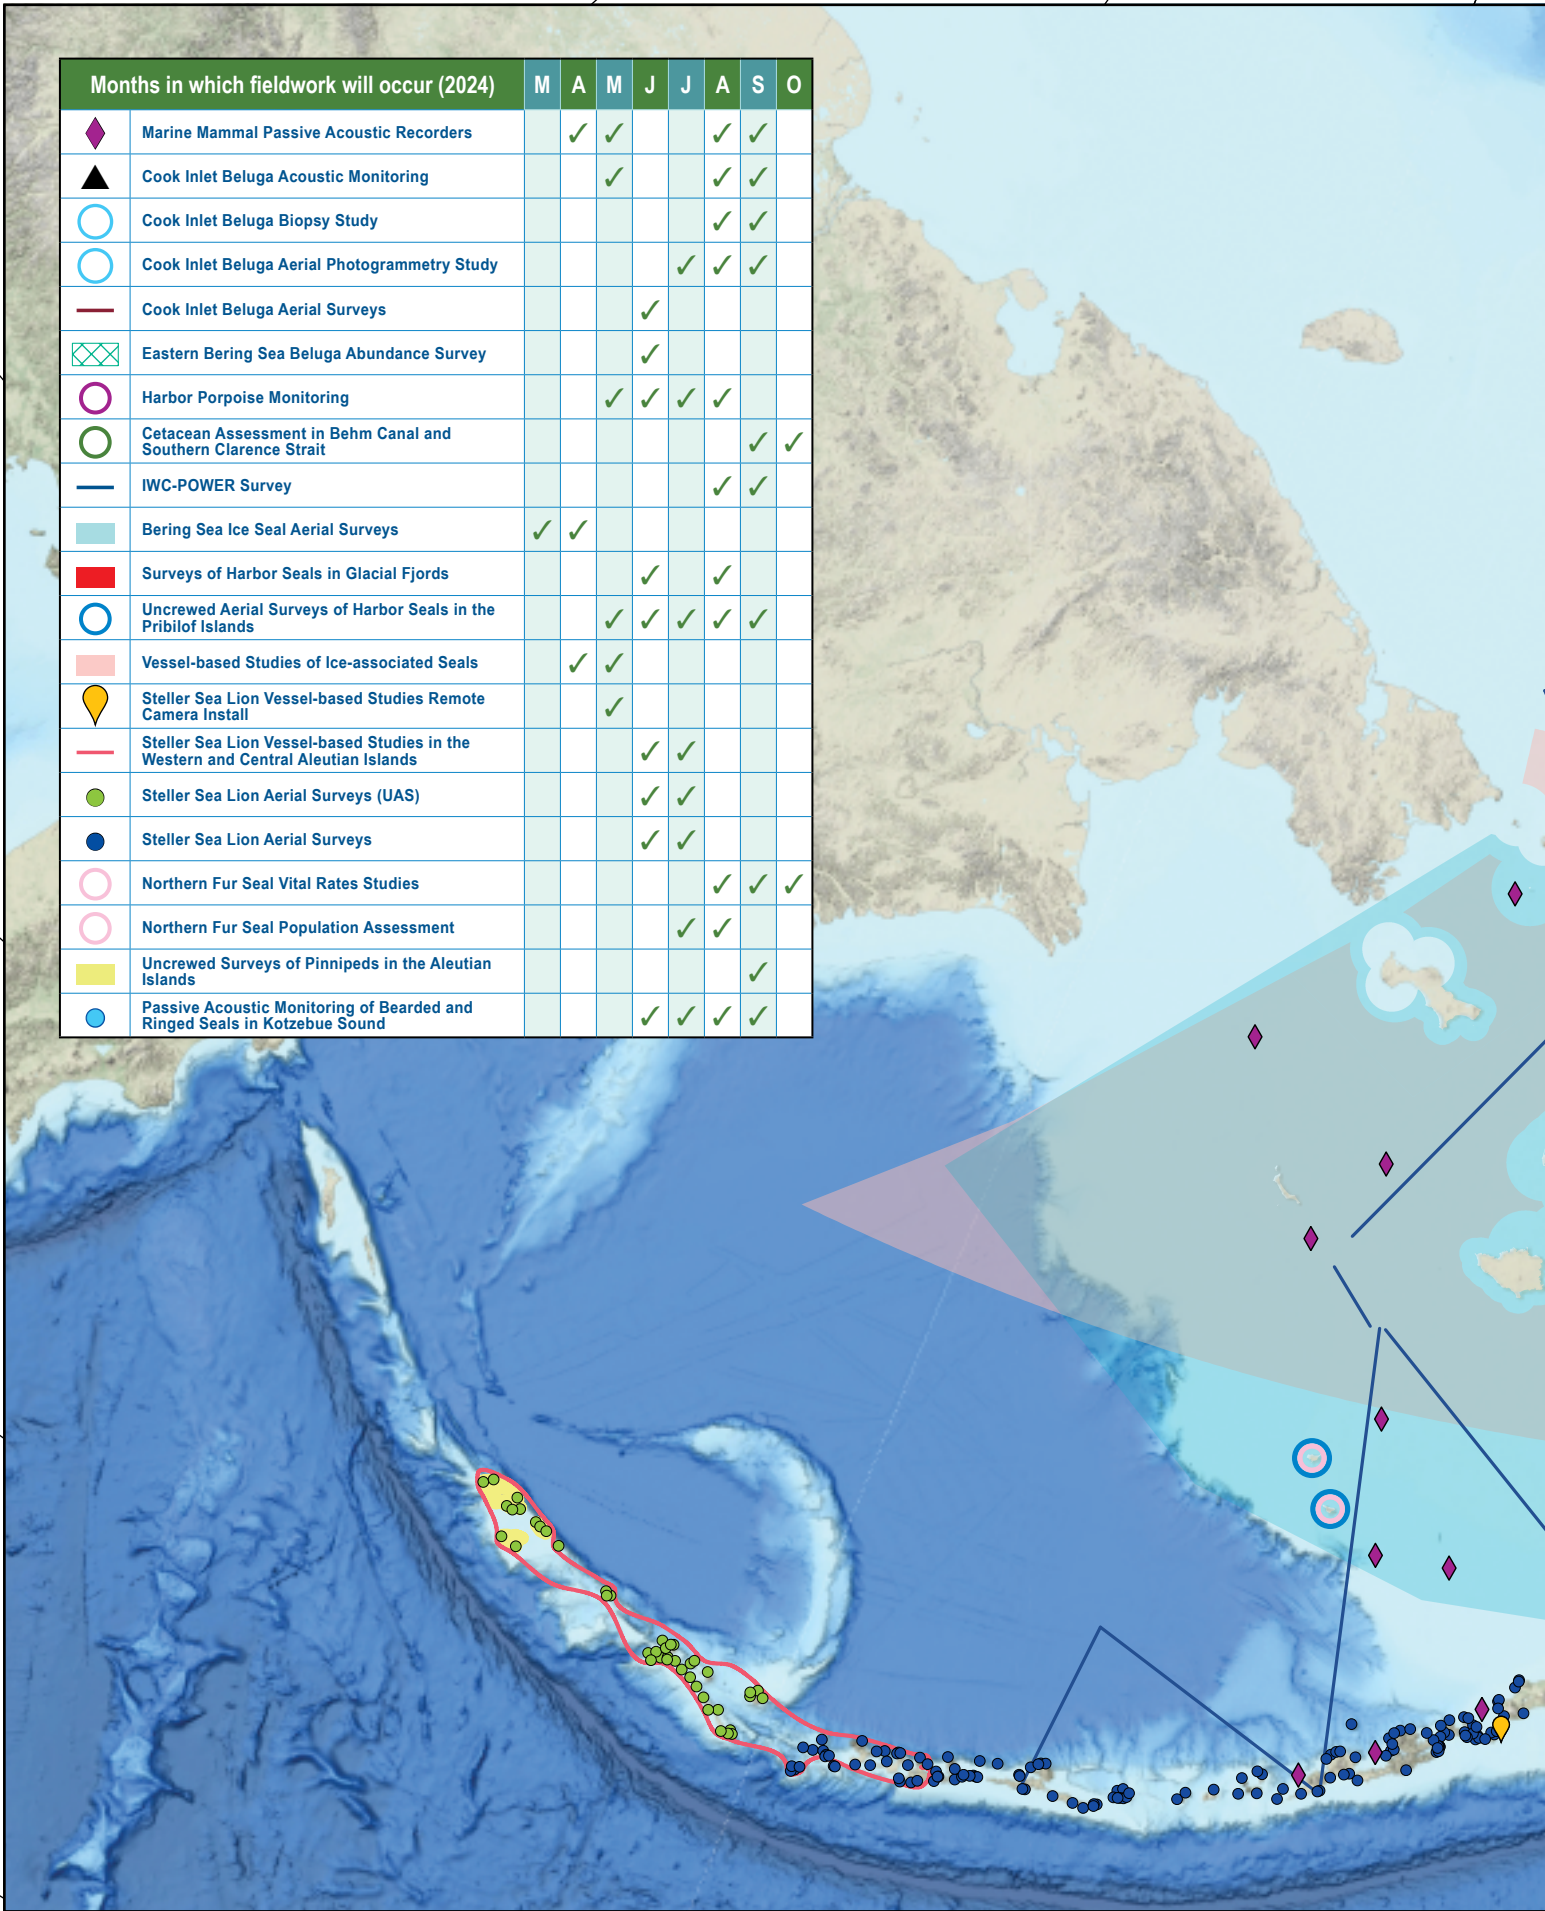 Months in which fieldwork will occur (2024) M A M J J A S O
Marine Mammal Passive Acoustic Recorders ✓ ✓ ✓ ✓
Cook Inlet Beluga Acoustic Monitoring ✓ ✓ ✓
Cook Inlet Beluga Biopsy Study ✓ ✓
Cook Inlet Beluga Aerial Photogrammetry Study ✓ ✓ ✓
Cook Inlet Beluga Aerial Surveys ✓
Eastern Bering Sea Beluga Abundance Survey ✓
Harbor Porpoise Monitoring ✓ ✓ ✓ ✓
Cetacean Assessment in Behm Canal and
Southern Clarence Strait ✓ ✓
IWC-POWER Survey ✓ ✓
Bering Sea Ice Seal Aerial Surveys ✓ ✓
Surveys of Harbor Seals in Glacial Fjords ✓ ✓
Uncrewed Aerial Surveys of Harbor Seals in the
Pribilof Islands ✓ ✓ ✓ ✓ ✓
Vessel-based Studies of Ice-associated Seals ✓ ✓
Steller Sea Lion Vessel-based Studies Remote
Camera Install ✓
Steller Sea Lion Vessel-based Studies in the
Western and Central Aleutian Islands ✓ ✓
Steller Sea Lion Aerial Surveys (UAS) ✓ ✓
Steller Sea Lion Aerial Surveys ✓ ✓
Northern Fur Seal Vital Rates Studies ✓ ✓ ✓
Northern Fur Seal Population Assessment ✓ ✓
Uncrewed Surveys of Pinnipeds in the Aleutian
Islands ✓
Passive Acoustic Monitoring of Bearded and
Ringed Seals in Kotzebue Sound ✓ ✓ ✓ ✓